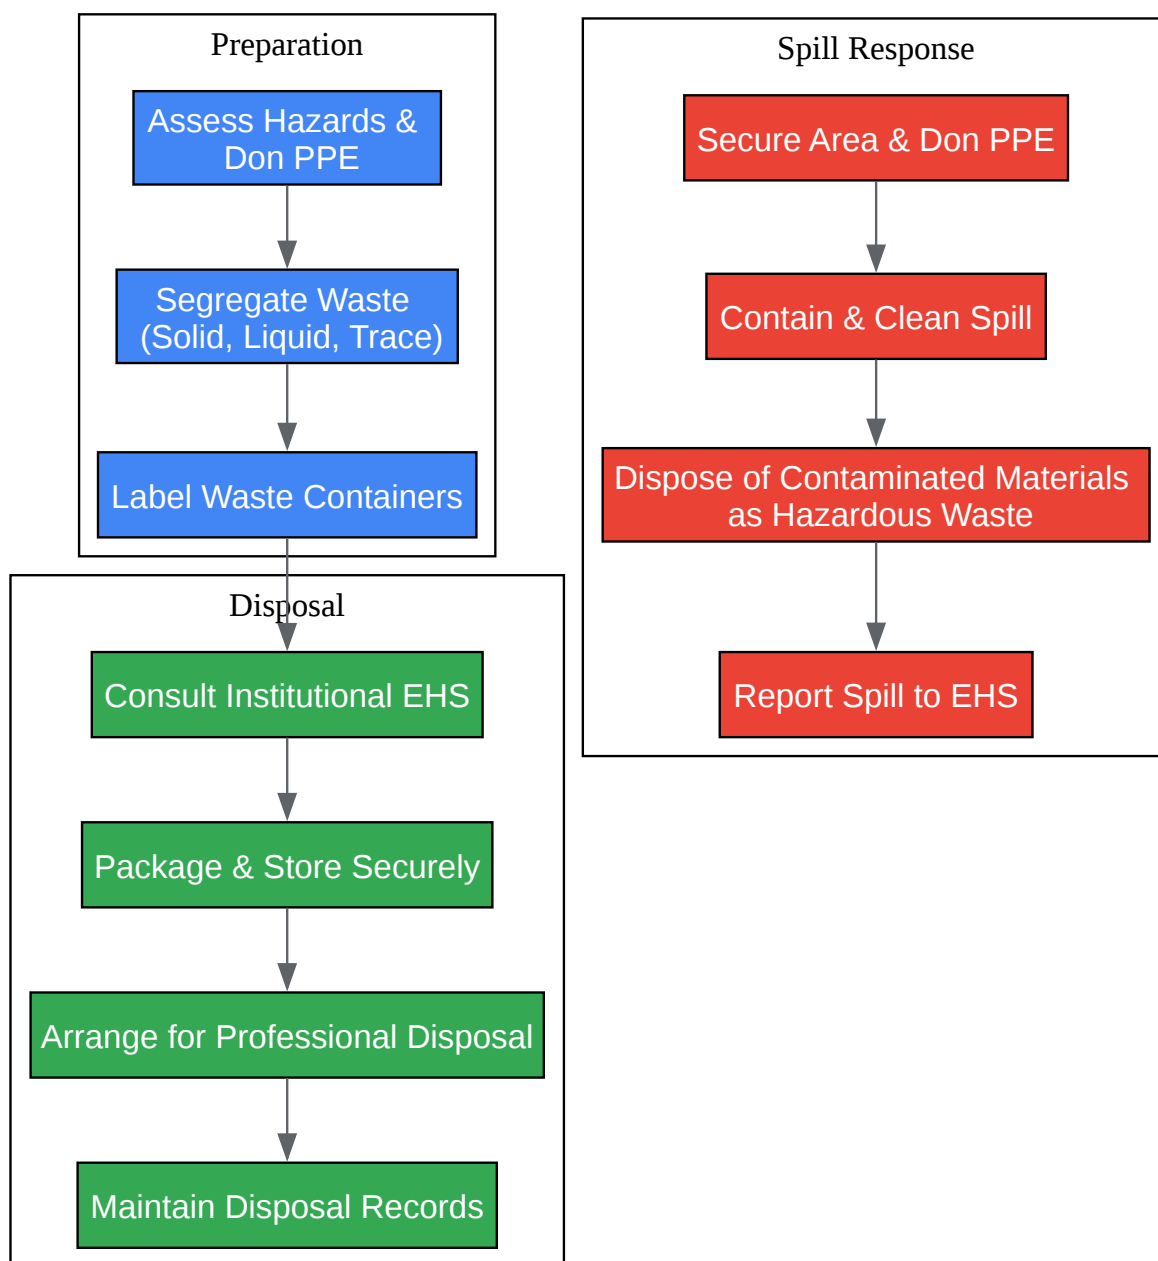 Preparation
Assess Hazards &
Don PPE
Segregate Waste
(Solid, Liquid, Trace)
Label Waste Containers
Disposal
Consult Institutional EHS
Package & Store Securely
Arrange for Professional Disposal
Maintain Disposal Records
Spill Response
Secure Area & Don PPE
Contain & Clean Spill
Dispose of Contaminated Materials
as Hazardous Waste
Report Spill to EHS